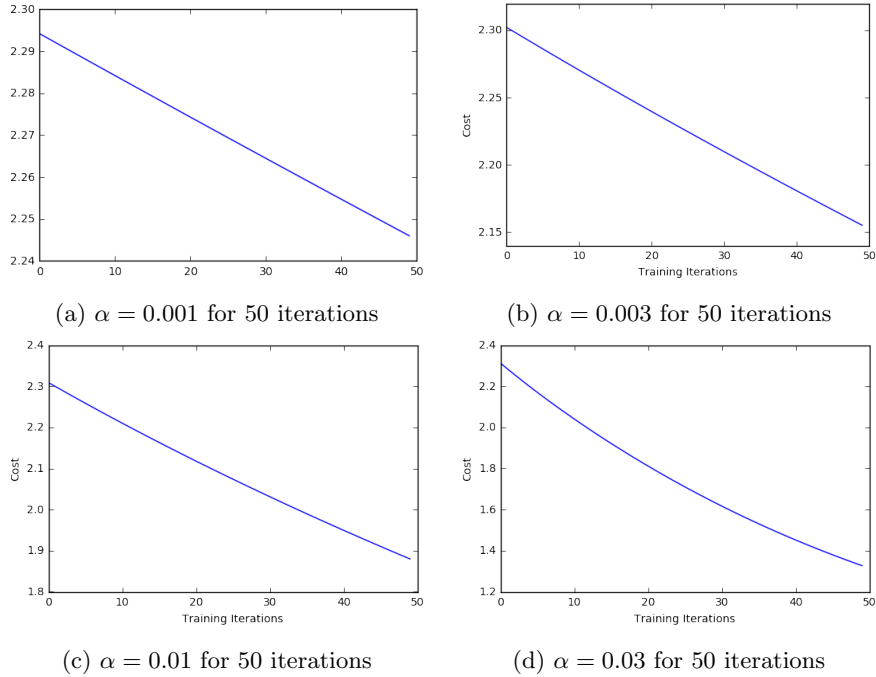 2.30
2.29
2.28
2.27
2.26
2.25
2.24
0 10 20 30 40 50
(a) α = 0.001 for 50 iterations
2.30
2.25
2.20
2.15
Cost
0 10 20 30 40 50
Training Iterations
(b) α = 0.003 for 50 iterations
2.4
2.3
2.2
2.1
2.0
1.9
1.8
Cost
0 10 20 30 40 50
Training Iterations
(c) α = 0.01 for 50 iterations
2.4
2.2
2.0
1.8
1.6
1.4
1.2
Cost
0 10 20 30 40 50
Training Iterations
(d) α = 0.03 for 50 iterations